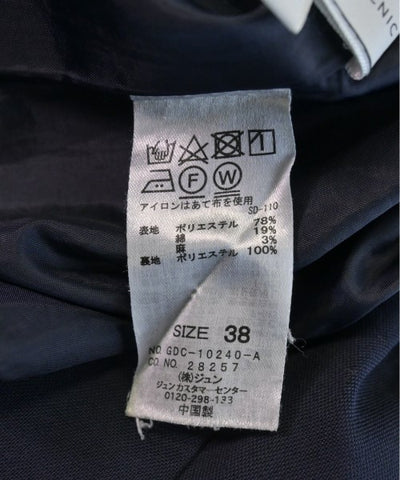 ENIC
アイロンはあて布を使用
SD-110
表地 ポリエステル 78%
綿 19%
麻 3%
裏地 ポリエステル 100%
SIZE 38
NO. GDC-10240-A
CO. NO. 28257
(株)ジュン
ジュンカスタマーセンター
0120-298-133
中国製